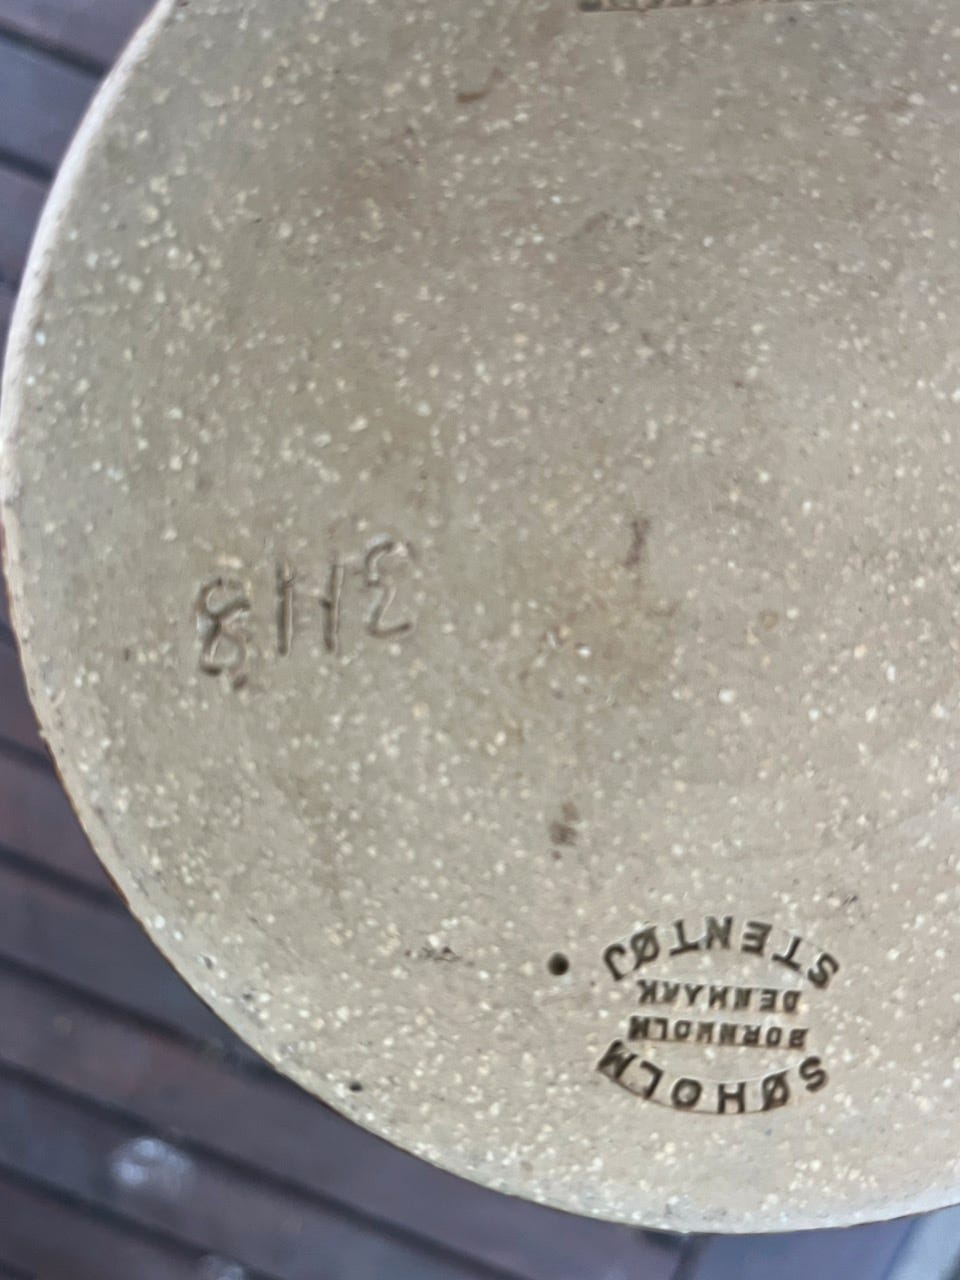 SØHOLM
BORNHOLM
DENMARK
STENTØJ
3118